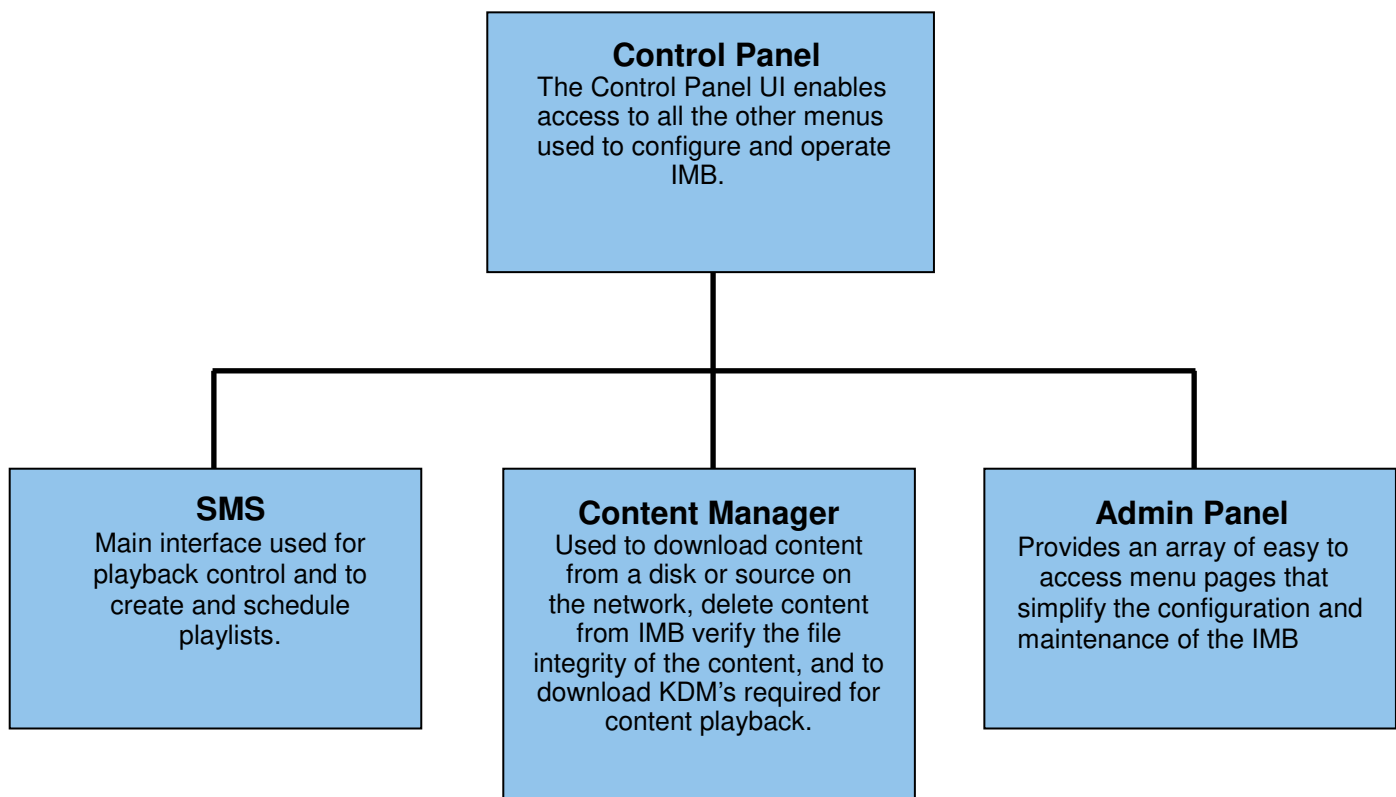 Control Panel
The Control Panel UI enables
access to all the other menus
used to configure and operate
IMB.
SMS
Main interface used for
playback control and to
create and schedule
playlists.
Content Manager
Used to download content
from a disk or source on
the network, delete content
from IMB verify the file
integrity of the content, and to
download KDM’s required for
content playback.
Admin Panel
Provides an array of easy to
access menu pages that
simplify the configuration and
maintenance of the IMB